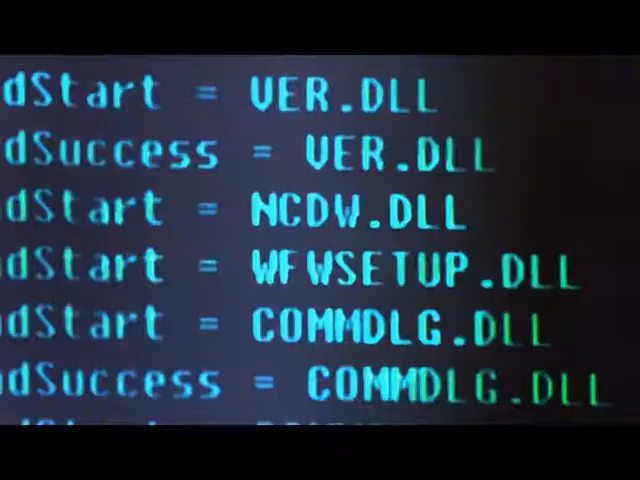 dStart = VER.DLL
dSuccess = VER.DLL
dStart = NCDW.DLL
dStart = WFWSETUP.DLL
dStart = COMMDLG.DLL
dSuccess = COMMDLG.DLL